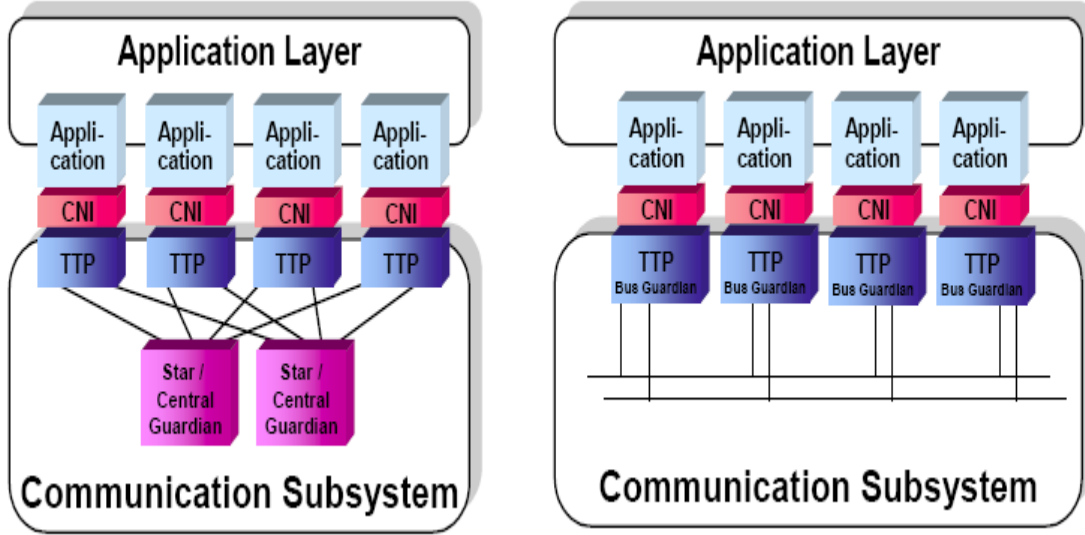 Application Layer
Appli-
cation
Appli-
cation
Appli-
cation
Appli-
cation
CNI
CNI
CNI
CNI
TTP
TTP
TTP
TTP
Star /
Central
Guardian
Star /
Central
Guardian
Communication Subsystem
Application Layer
Appli-
cation
Appli-
cation
Appli-
cation
Appli-
cation
CNI
CNI
CNI
CNI
TTP
Bus Guardian
TTP
Bus Guardian
TTP
Bus Guardian
TTP
Bus Guardian
Communication Subsystem